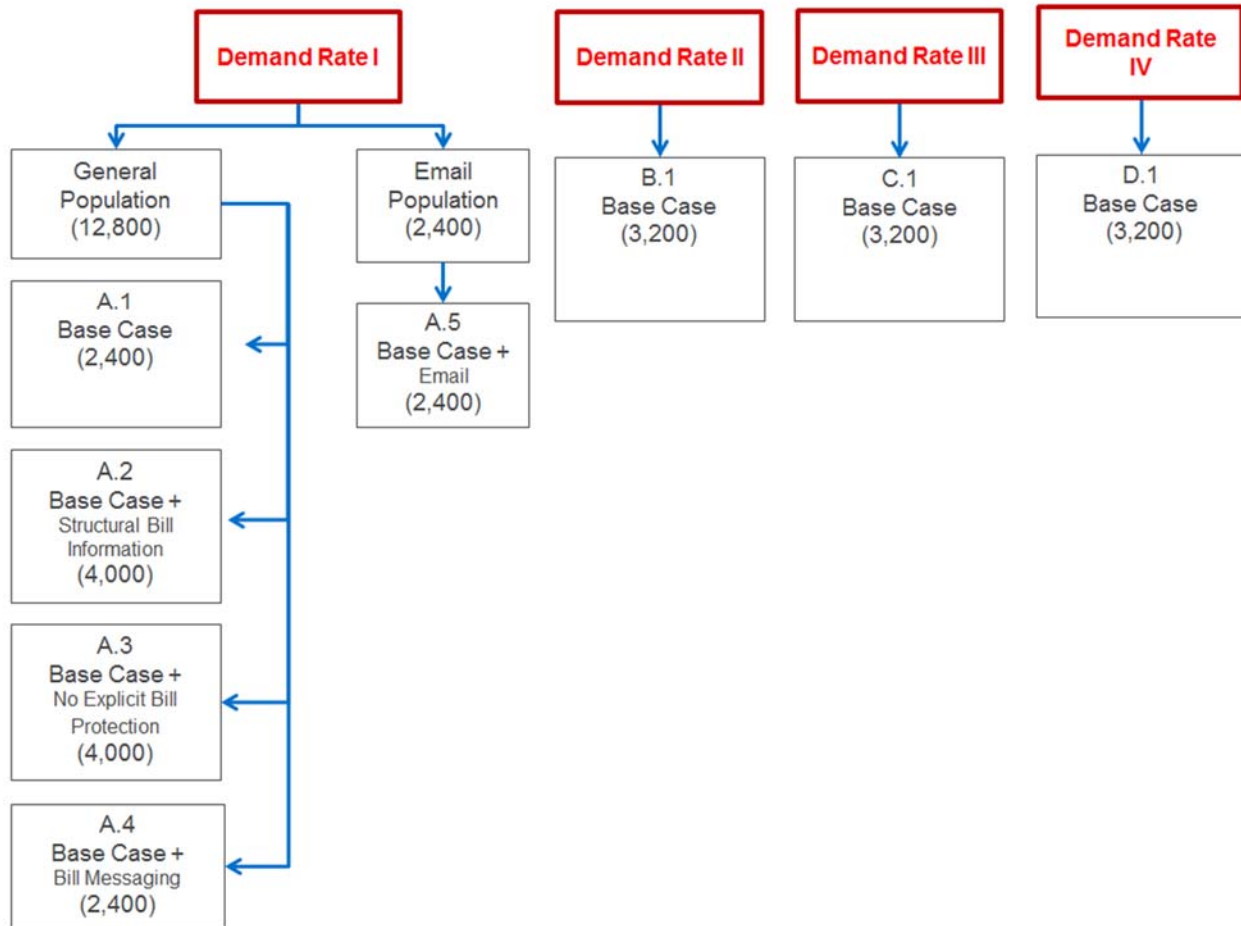 Demand Rate I
Demand Rate II
Demand Rate III
Demand Rate
IV
General
Population
(12,800)
Email
Population
(2,400)
B.1
Base Case
(3,200)
C.1
Base Case
(3,200)
D.1
Base Case
(3,200)
A.1
Base Case
(2,400)
A.5
Base Case +
Email
(2,400)
A.2
Base Case +
Structural Bill
Information
(4,000)
A.3
Base Case +
No Explicit Bill
Protection
(4,000)
A.4
Base Case +
Bill Messaging
(2,400)